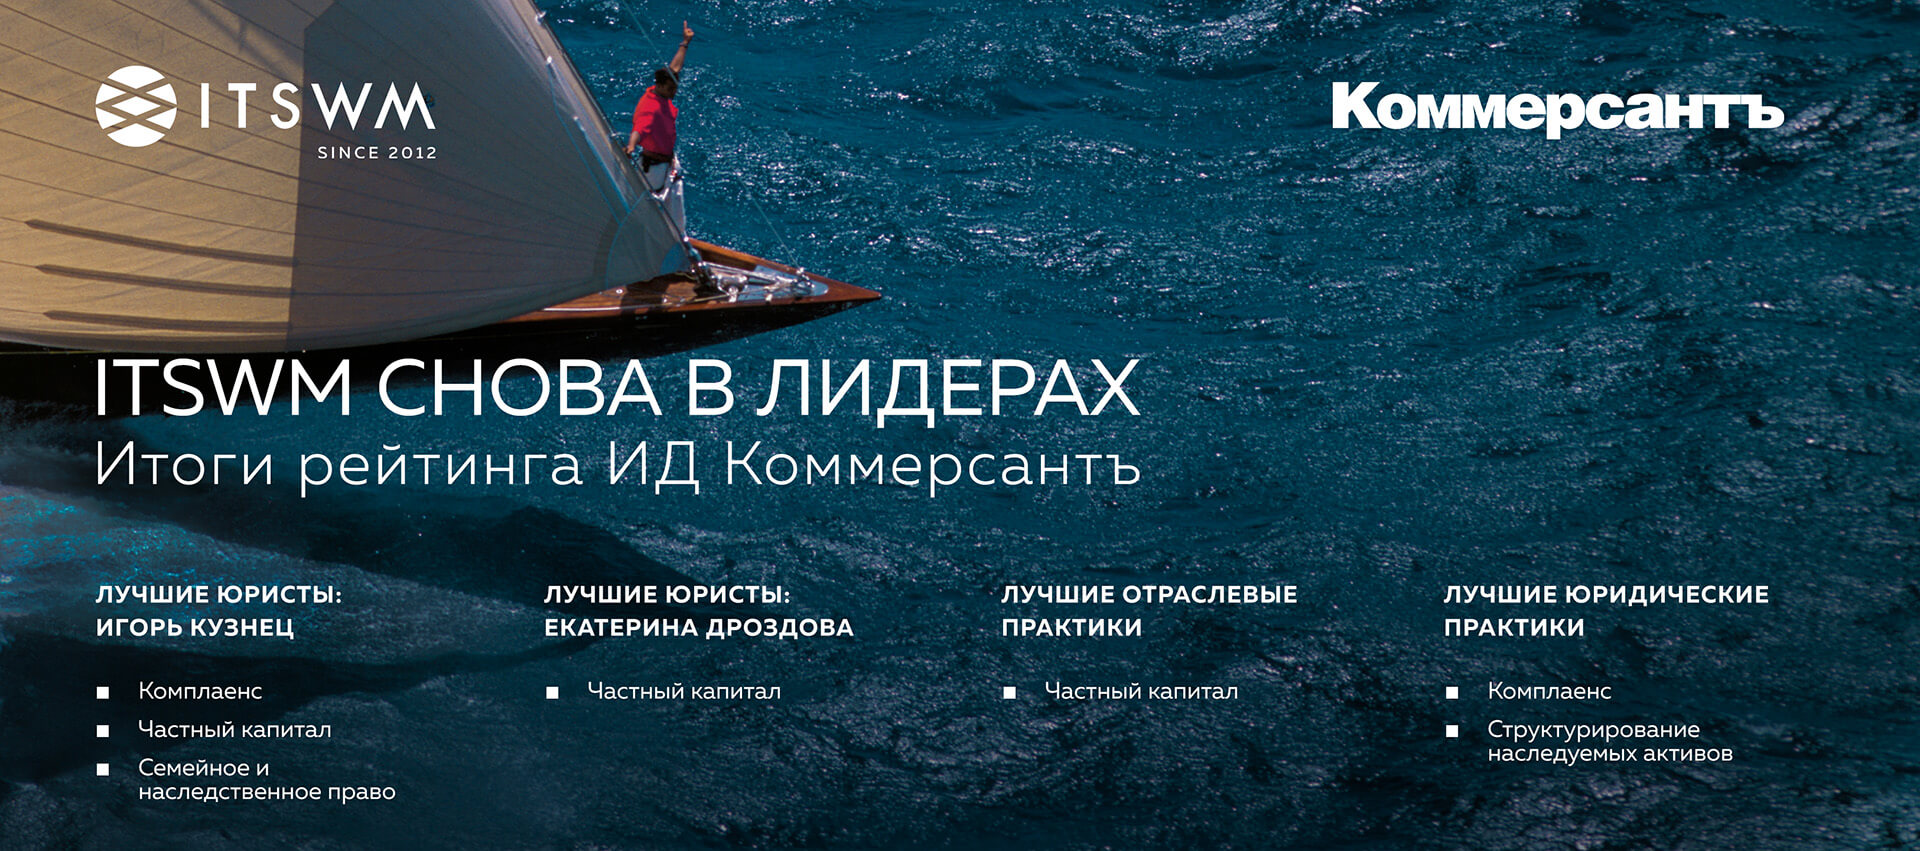 ITSWM
SINCE 2012
Коммерсантъ
ITSWM СНОВА В ЛИДЕРАХ
Итоги рейтинга ИД Коммерсантъ
ЛУЧШИЕ ЮРИСТЫ:
ИГОРЬ КУЗНЕЦ
Комплаенс
Частный капитал
Семейное и
наследственное право
ЛУЧШИЕ ЮРИСТЫ:
ЕКАТЕРИНА ДРОЗДОВА
Частный капитал
ЛУЧШИЕ ОТРАСЛЕВЫЕ
ПРАКТИКИ
Частный капитал
ЛУЧШИЕ ЮРИДИЧЕСКИЕ
ПРАКТИКИ
Комплаенс
Структурирование
наследуемых активов